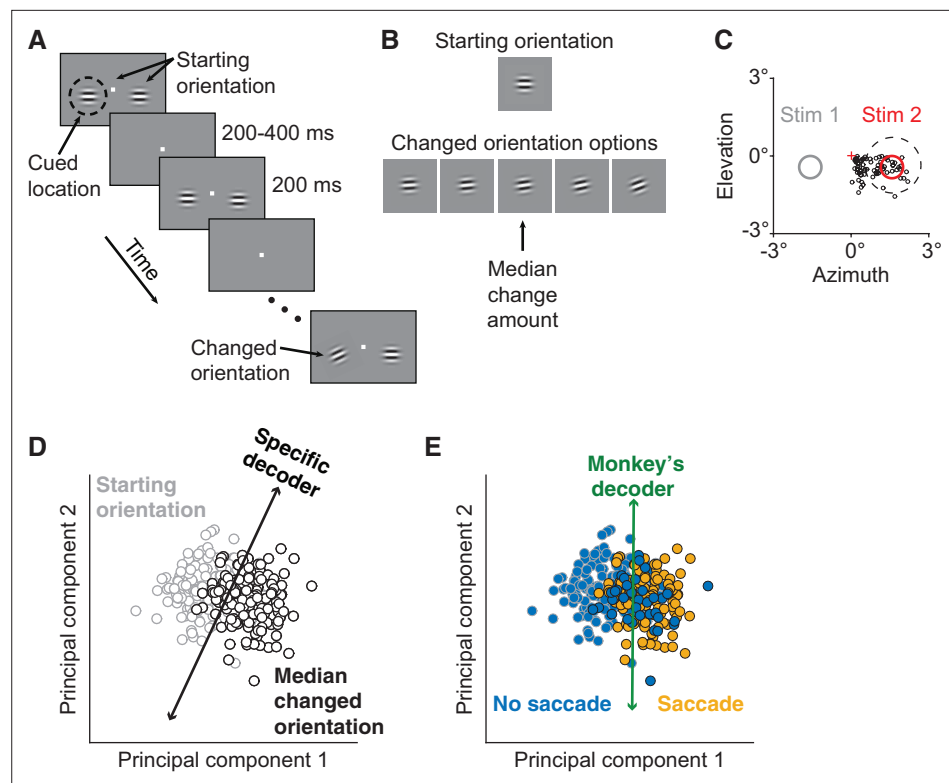 A
Starting
orientation
Cued
location
200-400 ms
200 ms
Time
Changed
orientation
B
Starting orientation
Changed orientation options
Median
change
amount
C
3°
Stim 1
Stim 2
Elevation
0°
-3°
-3°
0°
3°
Azimuth
D
Specific
decoder
Starting
orientation
Principal component 2
Median
changed
orientation
Principal component 1
E
Monkey's
decoder
Principal component 2
No saccade
Saccade
Principal component 1